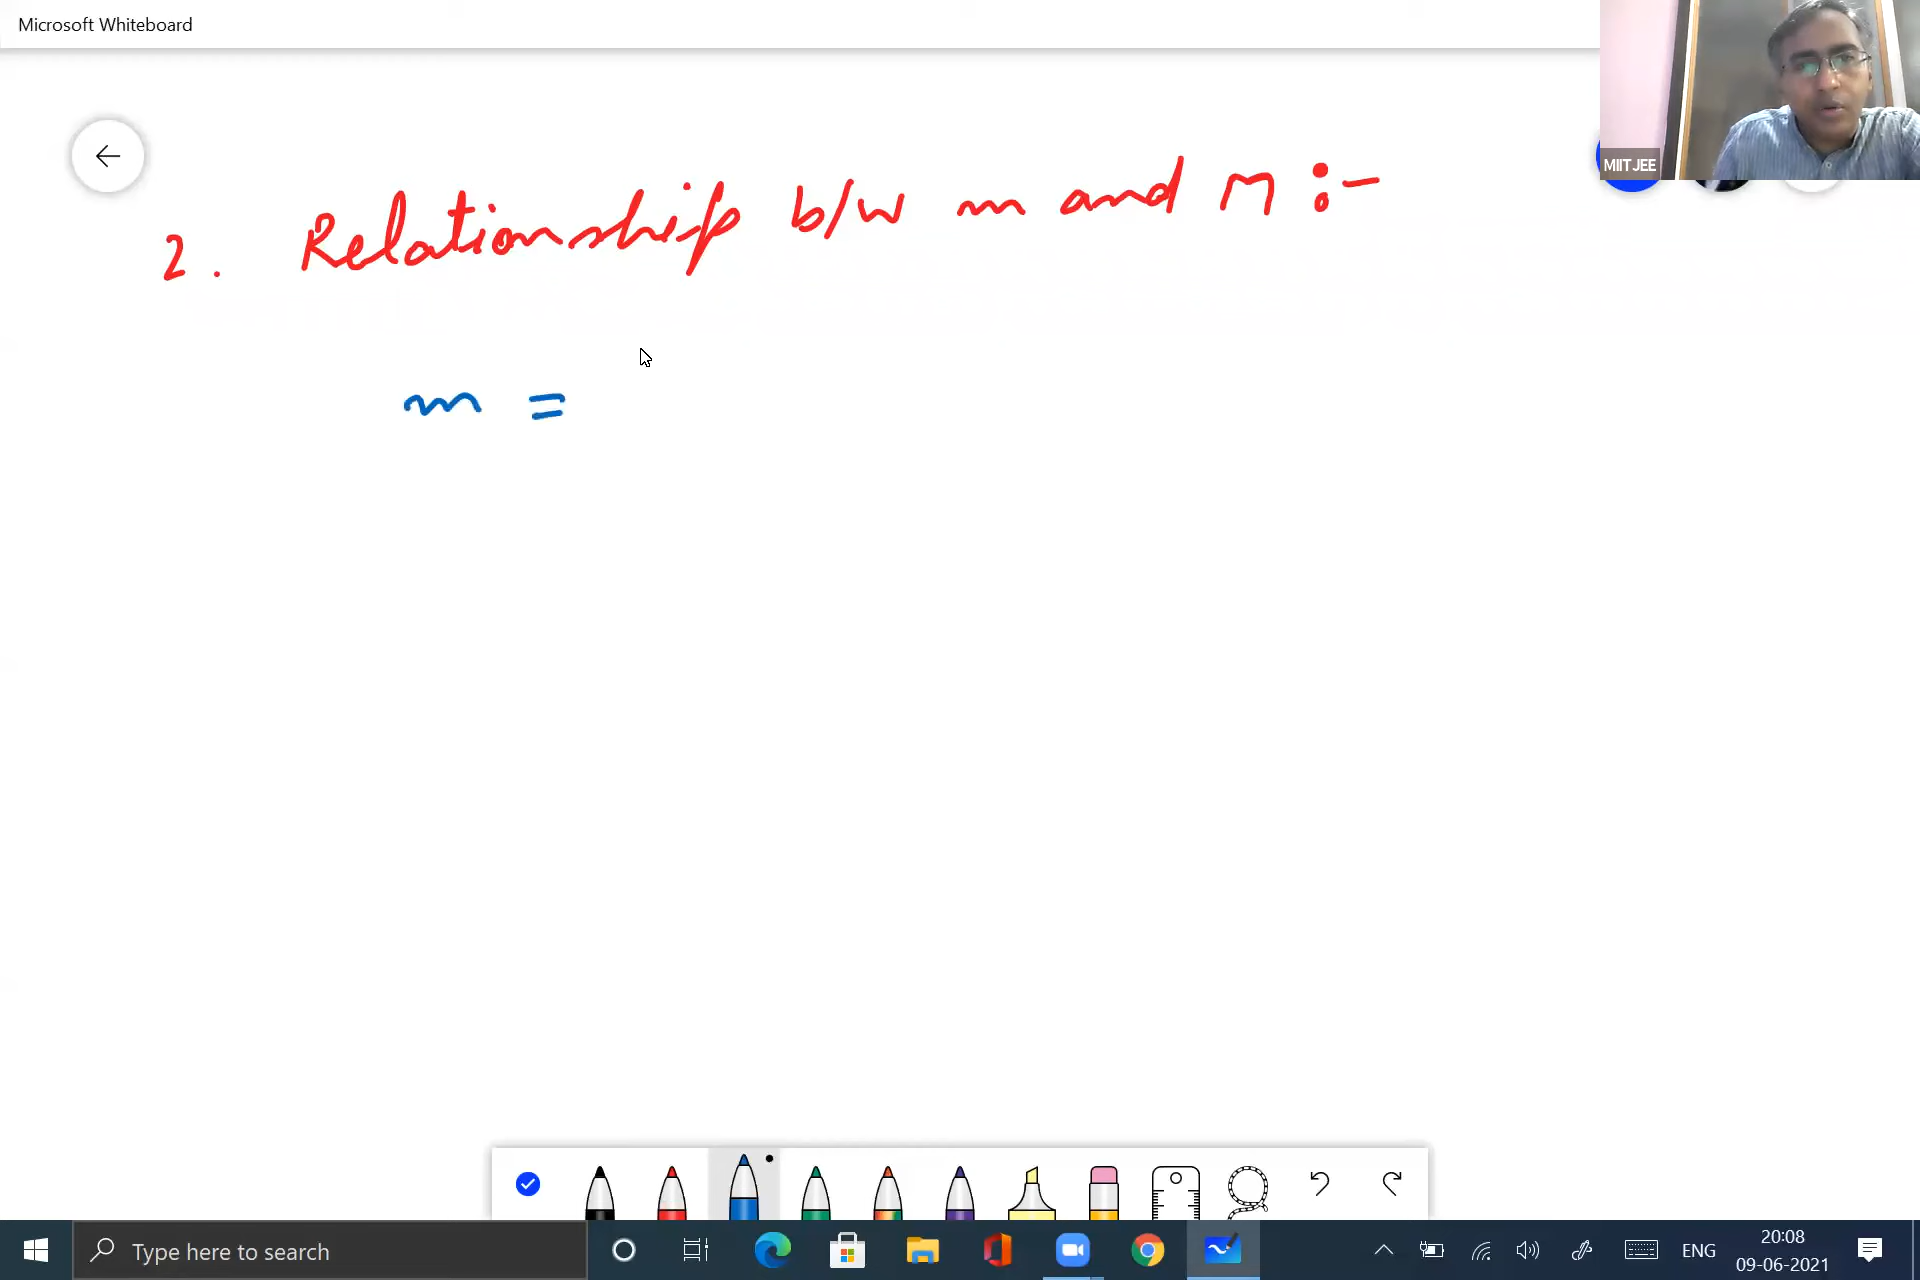 Microsoft Whiteboard
MIIT JEE
2. Relationship b/w m and M :-
m =
Type here to search
ENG
20:08
09-06-2021